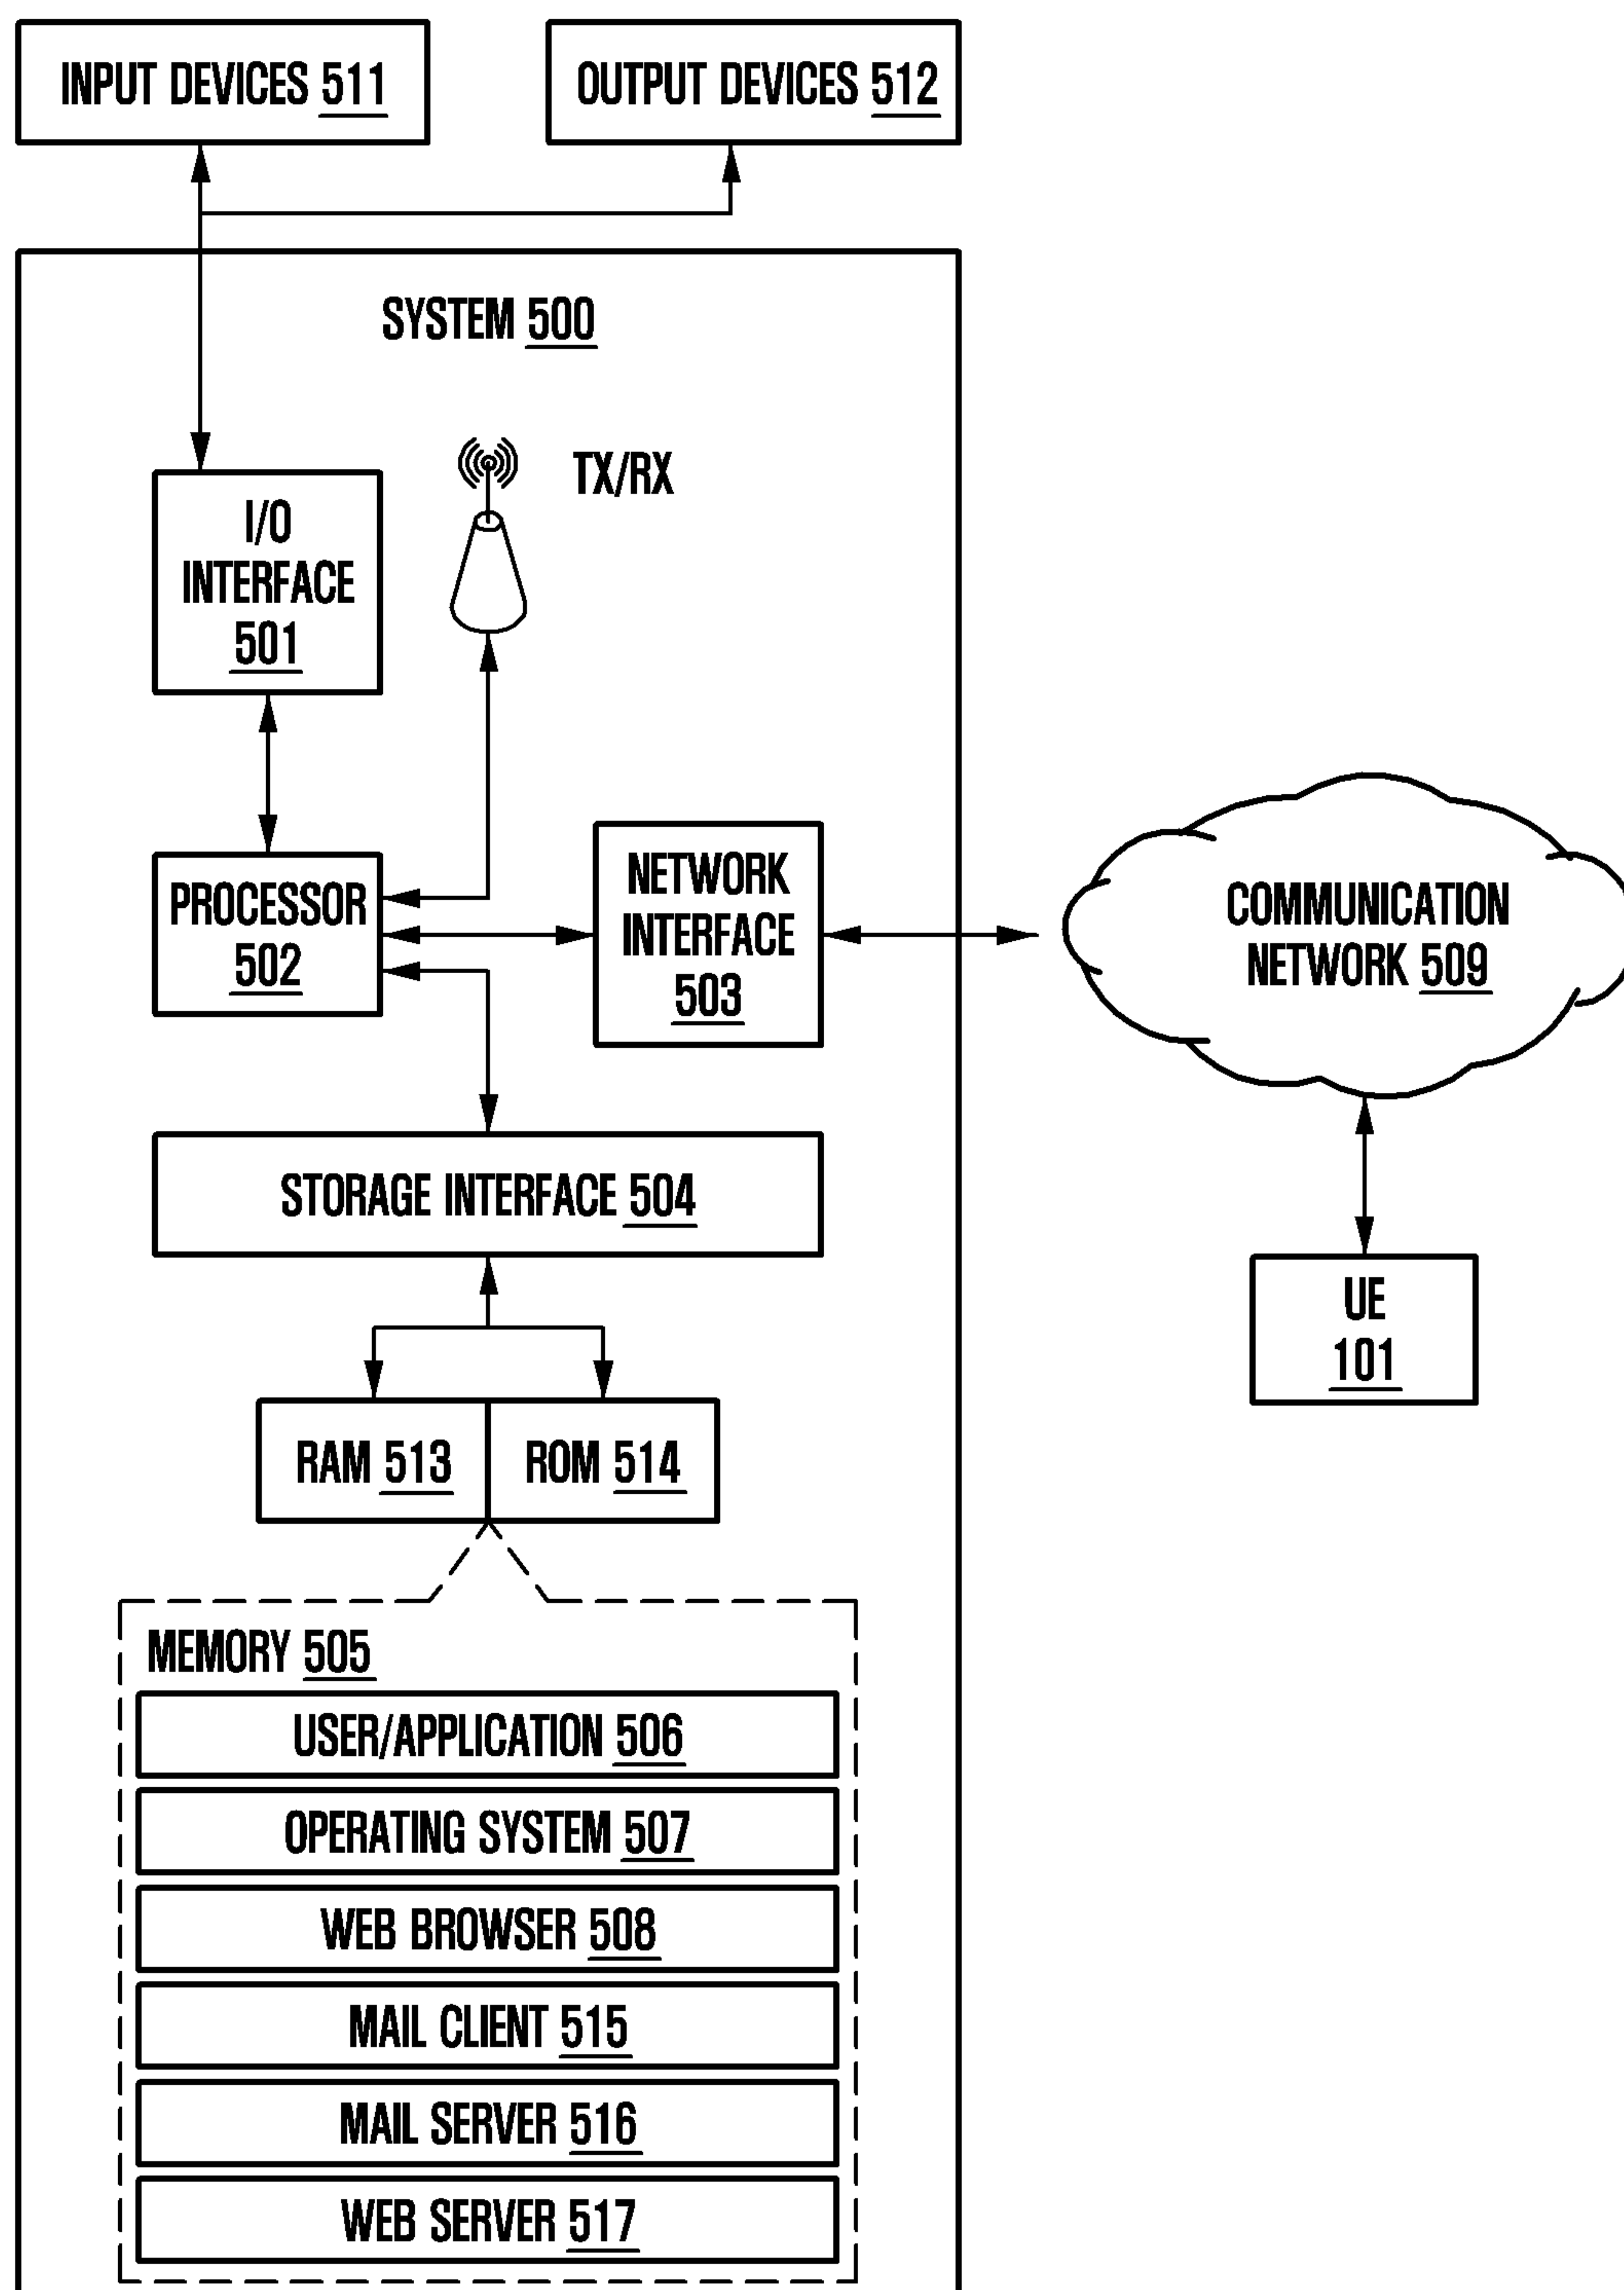 INPUT DEVICES 511
OUTPUT DEVICES 512
SYSTEM 500
TX/RX
I/O
INTERFACE
501
PROCESSOR
502
NETWORK
INTERFACE
503
COMMUNICATION
NETWORK 509
STORAGE INTERFACE 504
UE
101
RAM 513
ROM 514
MEMORY 505
USER/APPLICATION 506
OPERATING SYSTEM 507
WEB BROWSER 508
MAIL CLIENT 515
MAIL SERVER 516
WEB SERVER 517